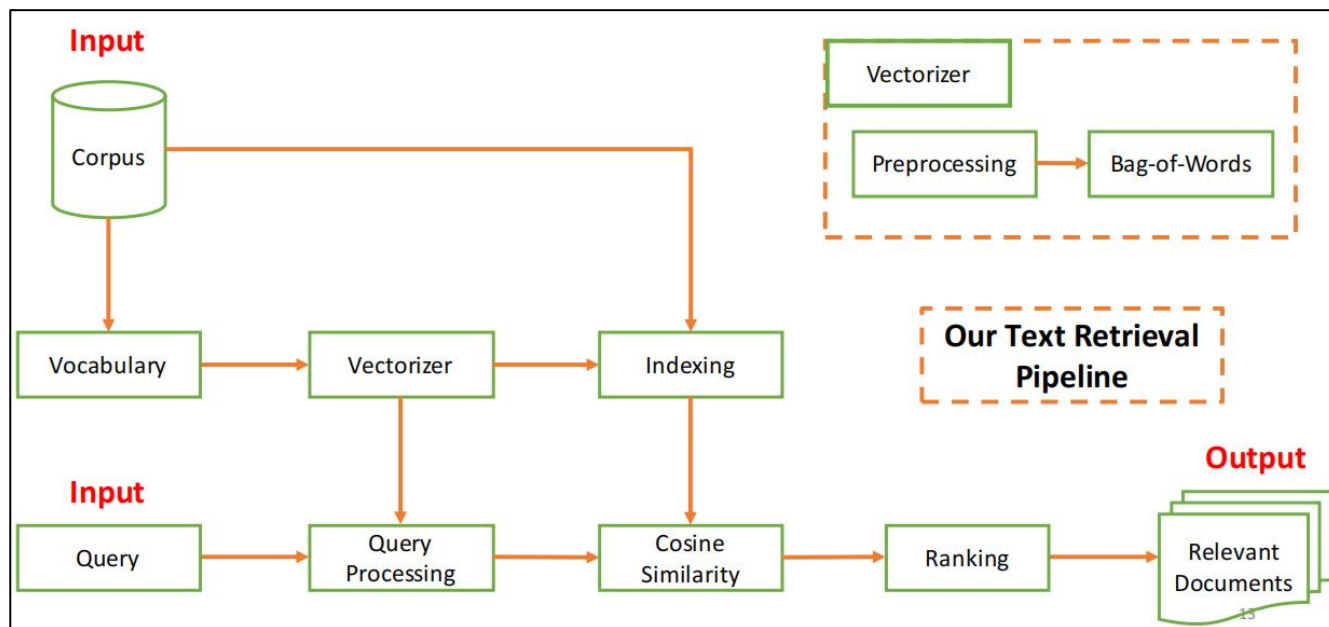 Input
Corpus
Vectorizer
Preprocessing
Bag-of-Words
Vocabulary
Vectorizer
Indexing
Our Text Retrieval
Pipeline
Input
Output
Query
Query
Processing
Cosine
Similarity
Ranking
Relevant
Documents
13